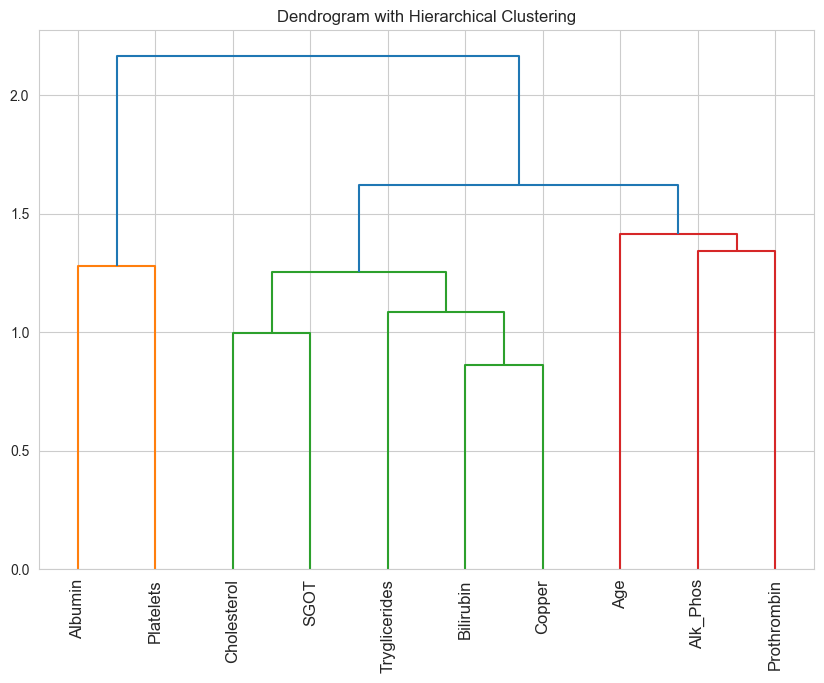 Dendrogram with Hierarchical Clustering
2.0
1.5
1.0
0.5
0.0
Albumin
Platelets
Cholesterol
SGOT
Tryglicerides
Bilirubin
Copper
Age
Alk_Phos
Prothrombin